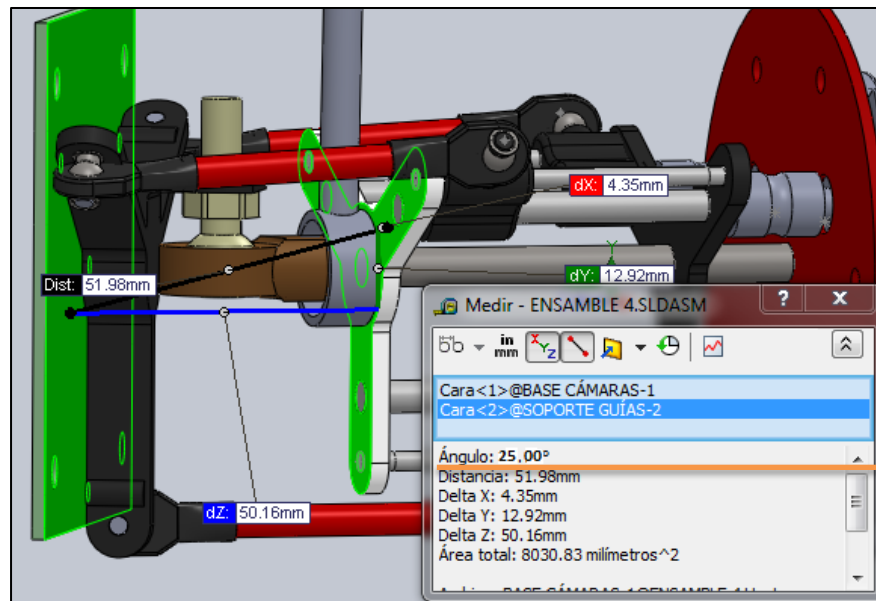 dX: 4.35mm
Dist: 51.98mm
dY: 12.92mm
dZ: 50.16mm
Medir - ENSAMBLE 4.SLDASM
? X
in
mm
XYZ
Cara<1>@BASE CÁMARAS-1
Cara<2>@SOPORTE GUÍAS-2
Ángulo: 25.00°
Distancia: 51.98mm
Delta X: 4.35mm
Delta Y: 12.92mm
Delta Z: 50.16mm
Área total: 8030.83 milímetros^2